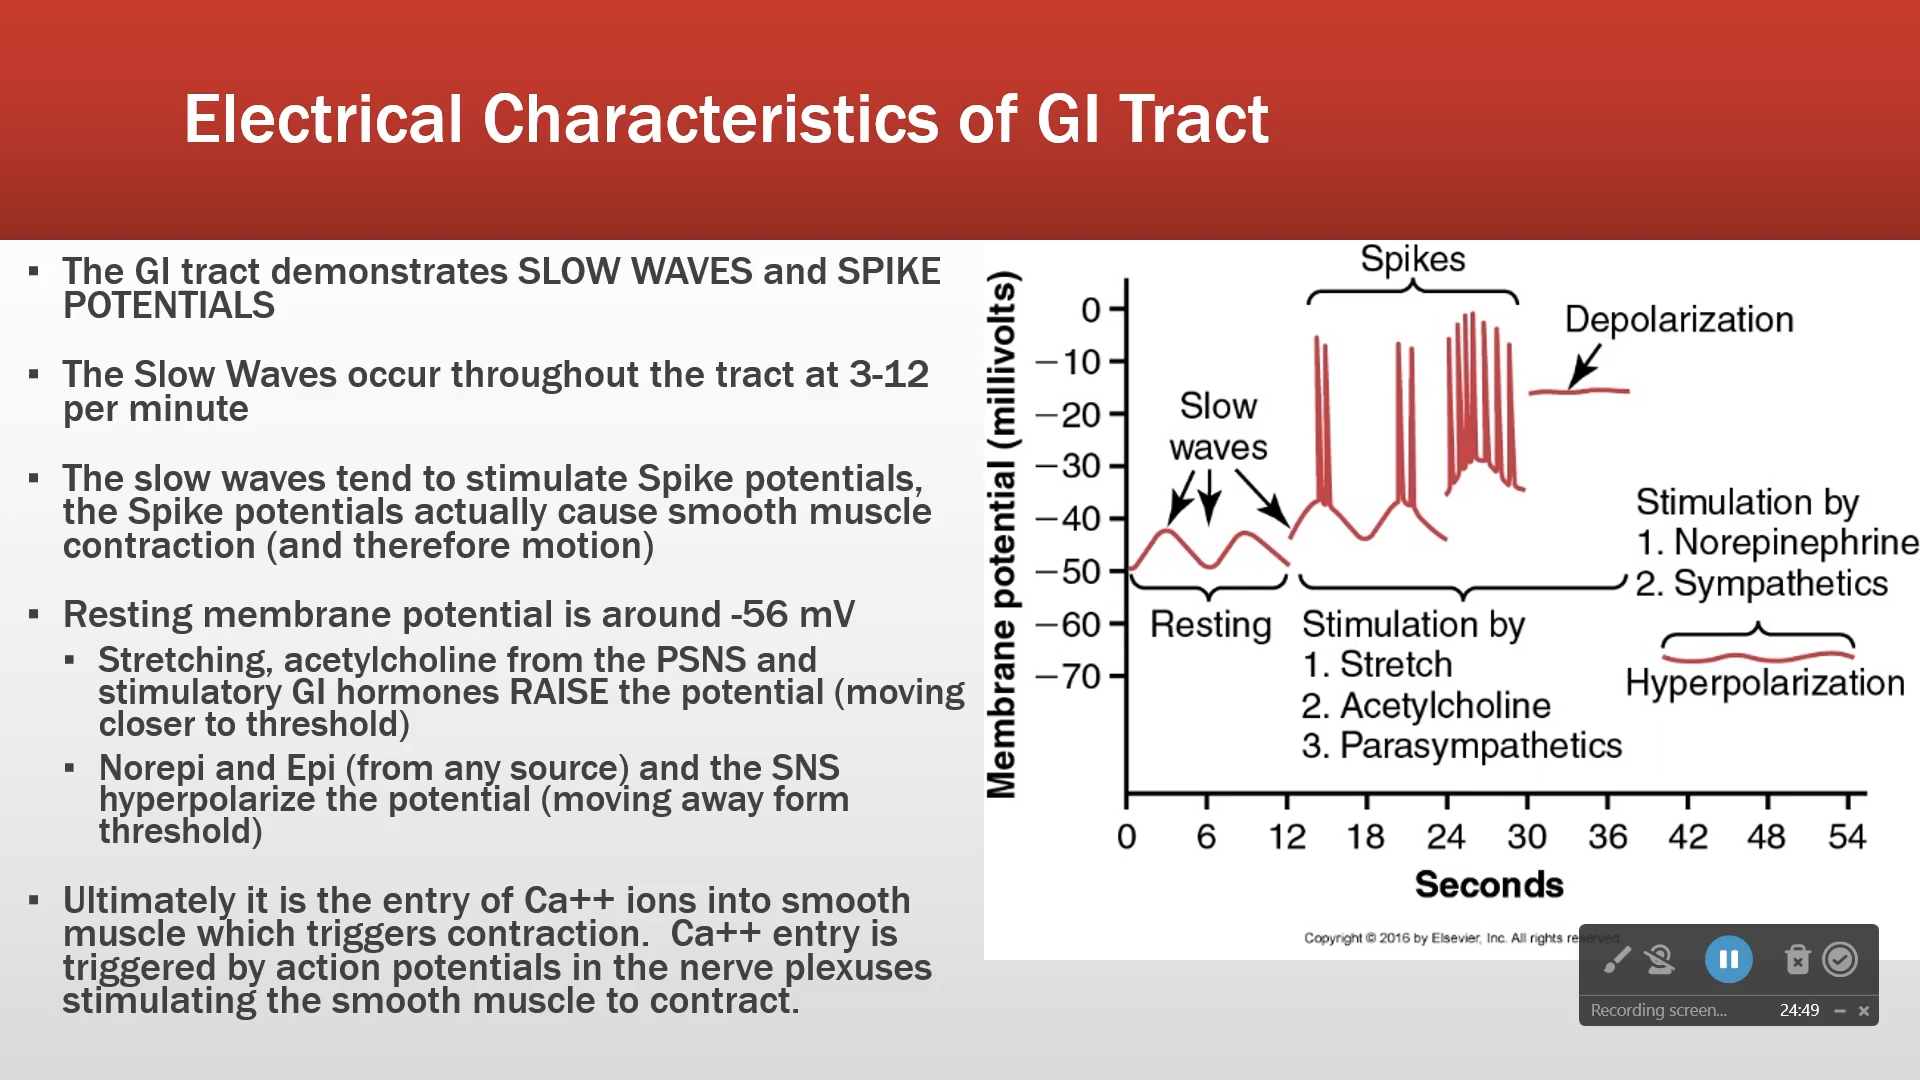 Electrical Characteristics of GI Tract
▪ The GI tract demonstrates SLOW WAVES and SPIKE
POTENTIALS
▪ The Slow Waves occur throughout the tract at 3-12
per minute
▪ The slow waves tend to stimulate Spike potentials,
the Spike potentials actually cause smooth muscle
contraction (and therefore motion)
▪ Resting membrane potential is around -56 mV
▪ Stretching, acetylcholine from the PSNS and
stimulatory GI hormones RAISE the potential (moving
closer to threshold)
▪ Norepi and Epi (from any source) and the SNS
hyperpolarize the potential (moving away form
threshold)
▪ Ultimately it is the entry of Ca++ ions into smooth
muscle which triggers contraction.  Ca++ entry is
triggered by action potentials in the nerve plexuses
stimulating the smooth muscle to contract.
Membrane potential (millivolts)
0
−10
−20
−30
−40
−50
−60
−70
Spikes
Depolarization
Slow
waves
Resting
Stimulation by
1. Stretch
2. Acetylcholine
3. Parasympathetics
Stimulation by
1. Norepinephrine
2. Sympathetics
Hyperpolarization
0 6 12 18 24 30 36 42 48 54
Seconds
Copyright © 2016 by Elsevier, Inc. All rights reserved.
Recording screen... 24:49